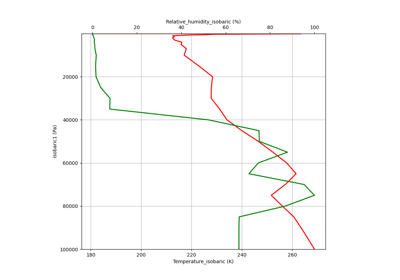 Relative_humidity_isobaric (%)
0 20 40 60 80 100
20000
40000
60000
80000
100000
isobaric1 (Pa)
180 200 220 240 260
Temperature_isobaric (K)